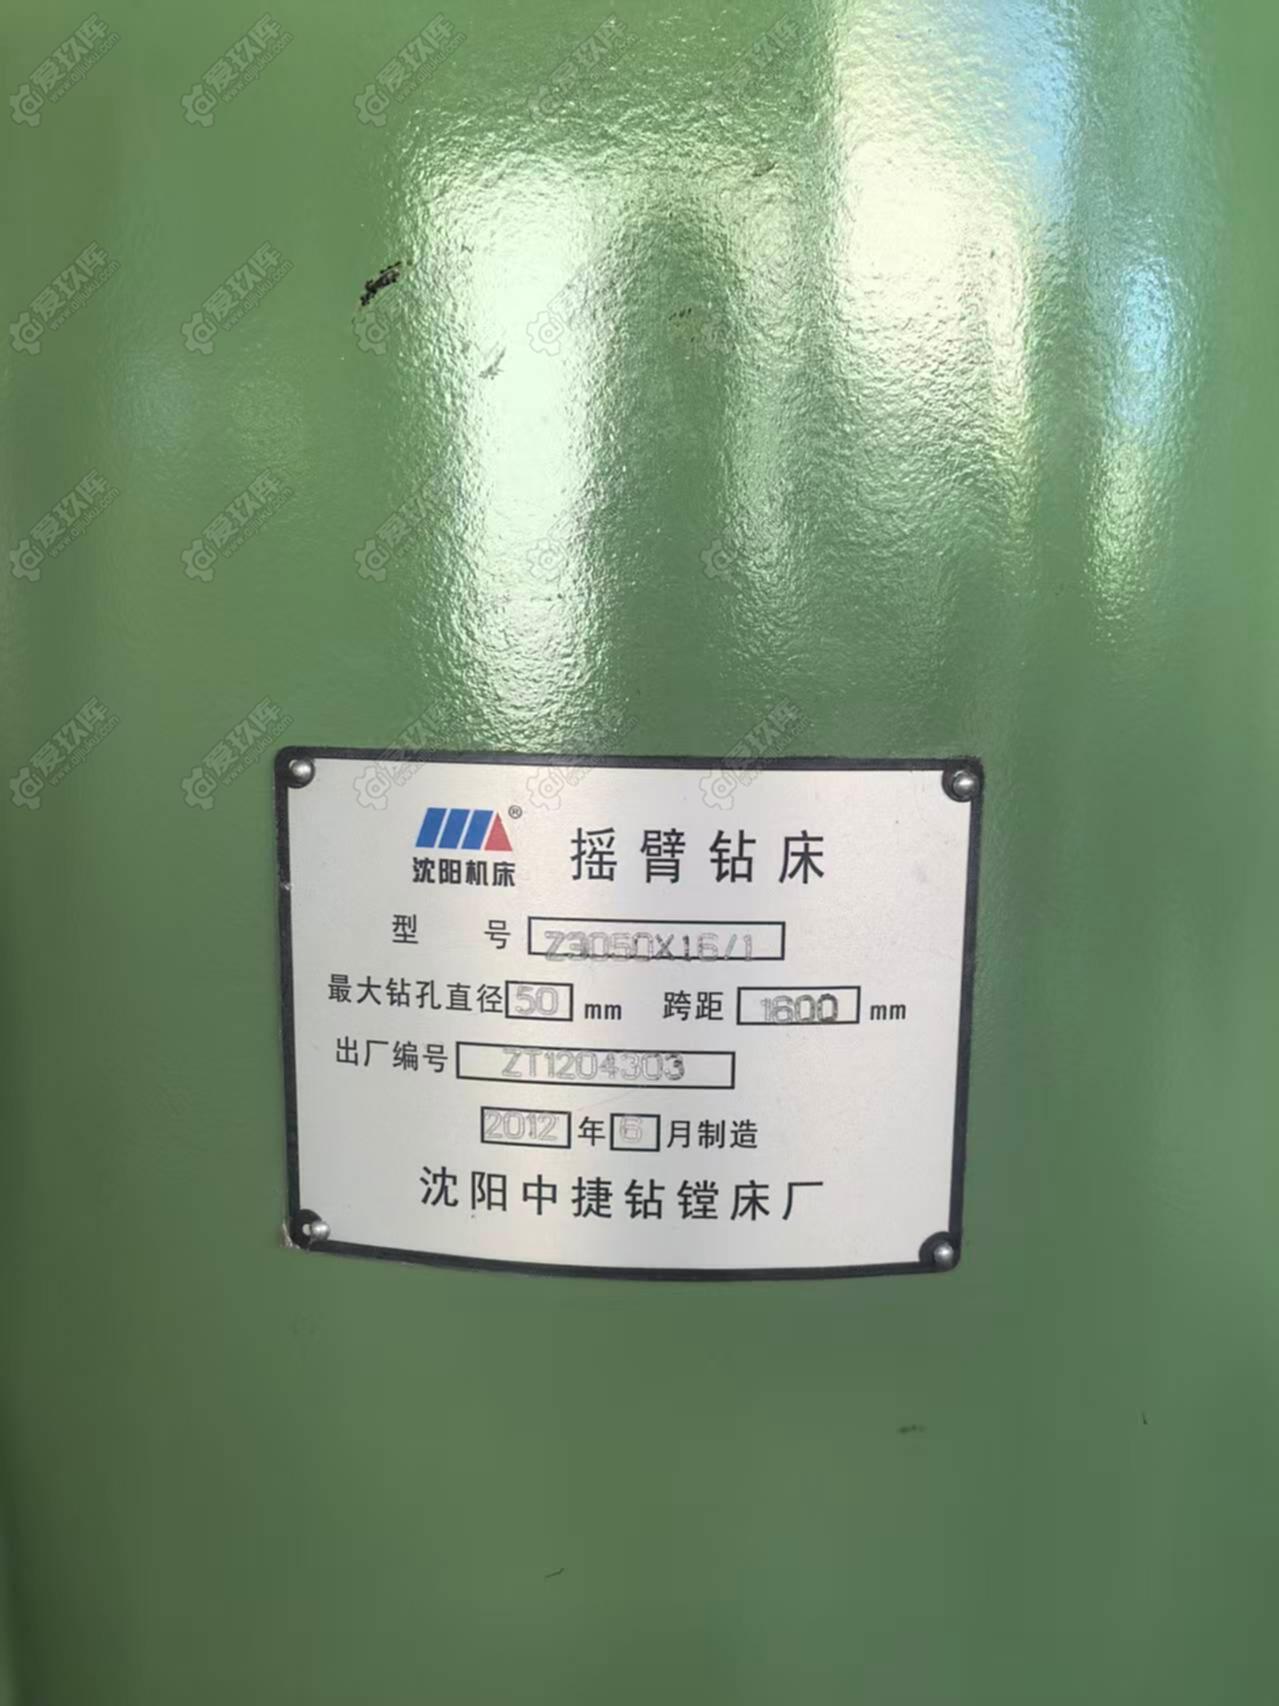 沈阳机床® 摇臂钻床
型号 Z3050X16/1
最大钻孔直径 50 mm 跨距 1600 mm
出厂编号 ZT1204303
2012 年 6 月制造
沈阳中捷钻镗床厂